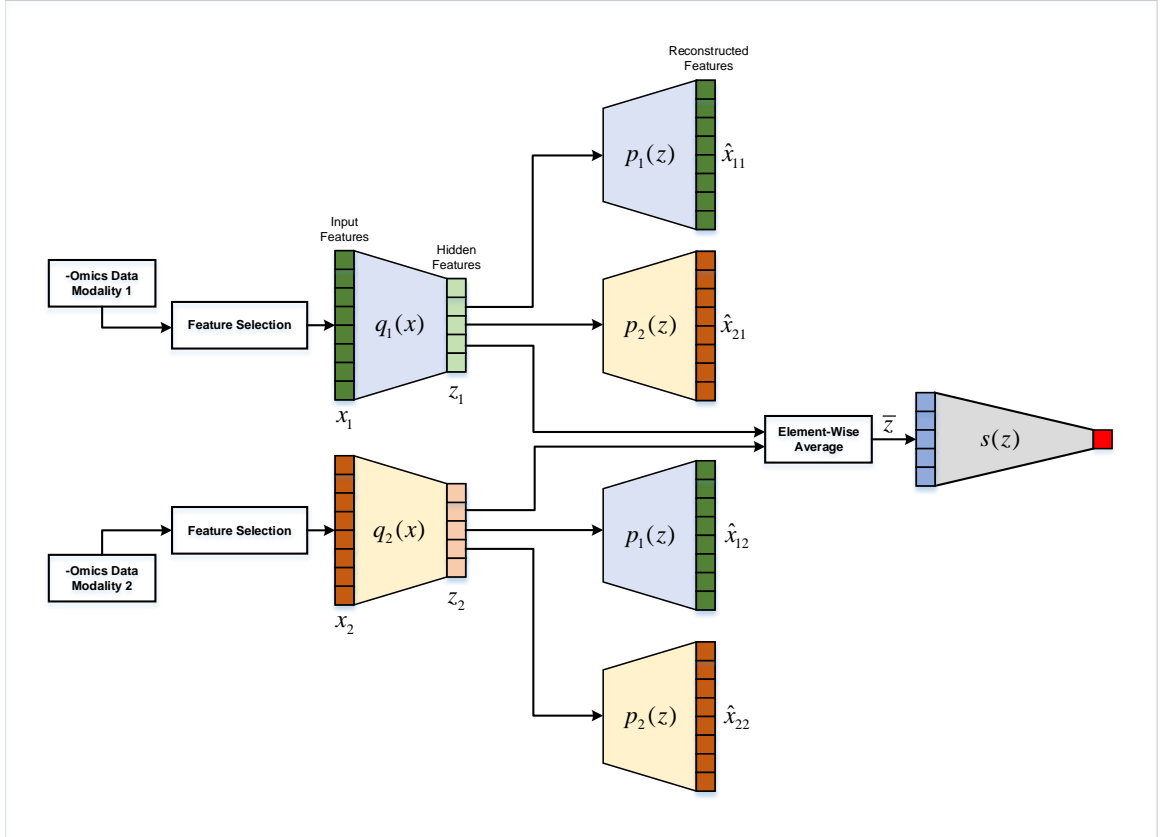 Reconstructed
Features
p₁(z)
x̂₁₁
Input
Features
Hidden
Features
-Omics Data
Modality 1
Feature Selection
q₁(x)
p₂(z)
x̂₂₁
z₁
x₁
Element-Wise
Average
z̅
s(z)
-Omics Data
Modality 2
Feature Selection
q₂(x)
p₁(z)
x̂₁₂
z₂
x₂
p₂(z)
x̂₂₂